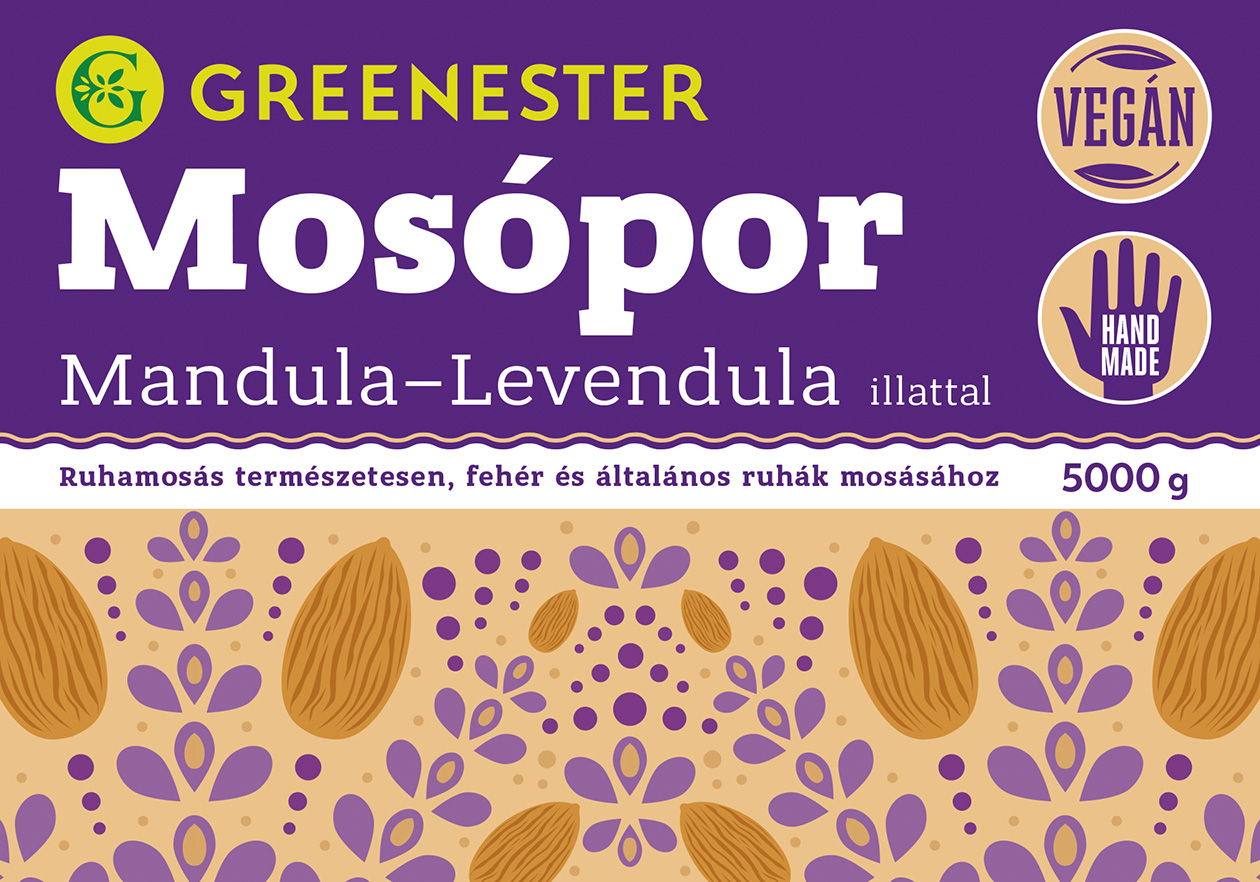 G GREENESTER
VEGÁN
Mosópor
HAND
MADE
Mandula–Levendula illattal
Ruhamosás természetesen, fehér és általános ruhák mosásához 5000 g